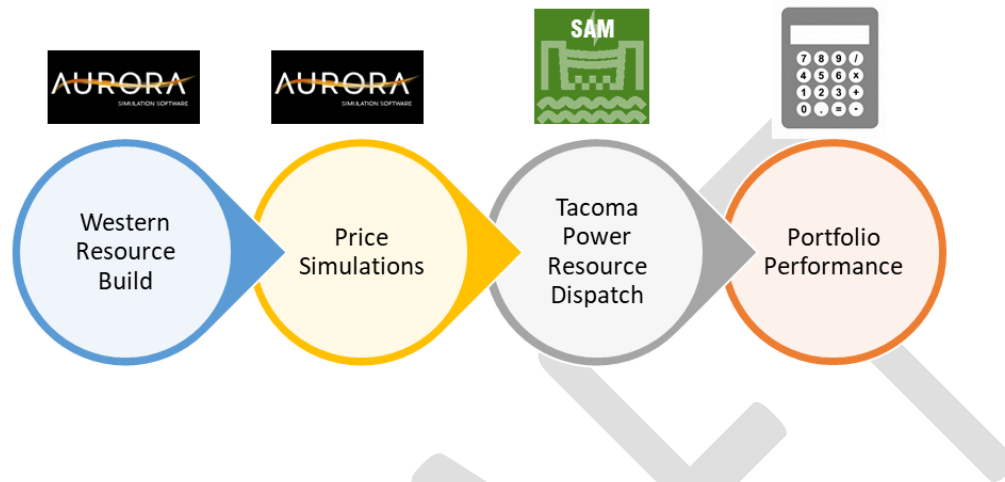 AURORA
SIMULATION SOFTWARE
AURORA
SIMULATION SOFTWARE
SAM
7 8 9 /
4 5 6 x
1 2 3 +
0 . = -
Western
Resource
Build
Price
Simulations
Tacoma
Power
Resource
Dispatch
Portfolio
Performance